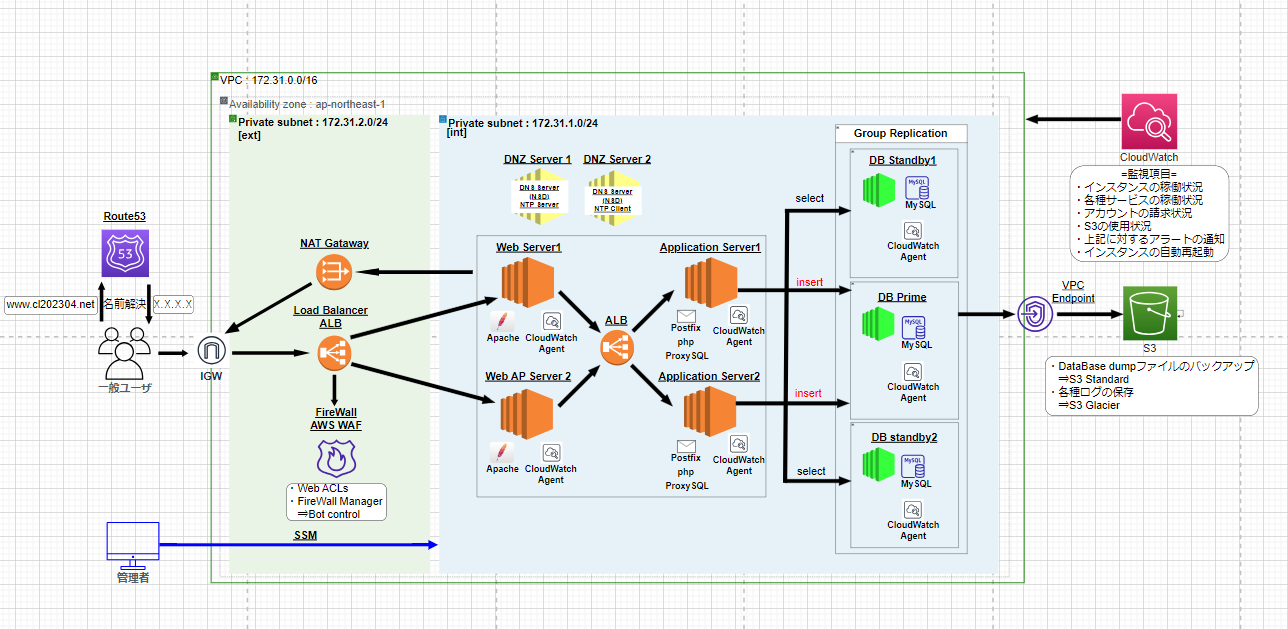 VPC : 172.31.0.0/16
Availability zone : ap-northeast-1
Private subnet : 172.31.2.0/24
[ext]
Private subnet : 172.31.1.0/24
[int]
Route53
53
www.cl202304.net
名前解決
X.X.X.X
一般ユーザ
IGW
NAT Gataway
Load Balancer
ALB
FireWall
AWS WAF
・Web ACLs
・FireWall Manager
⇒Bot control
SSM
管理者
DNZ Server 1
DNS Server
(NSD)
NTP Server
DNZ Server 2
DNS Server
(NSD)
NTP Client
Web Server1
Apache
CloudWatch
Agent
Web AP Server 2
Apache
CloudWatch
Agent
ALB
Application Server1
Postfix
php
ProxySQL
CloudWatch
Agent
Application Server2
Postfix
php
ProxySQL
CloudWatch
Agent
select
insert
insert
select
Group Replication
DB Standby1
MySQL
MySQL
CloudWatch
Agent
DB Prime
MySQL
MySQL
CloudWatch
Agent
DB standby2
MySQL
MySQL
CloudWatch
Agent
CloudWatch
=監視項目=
・インスタンスの稼働状況
・各種サービスの稼働状況
・アカウントの請求状況
・S3の使用状況
・上記に対するアラートの通知
・インスタンスの自動再起動
VPC
Endpoint
S3
・DataBase dumpファイルのバックアップ
⇒S3 Standard
・各種ログの保存
⇒S3 Glacier